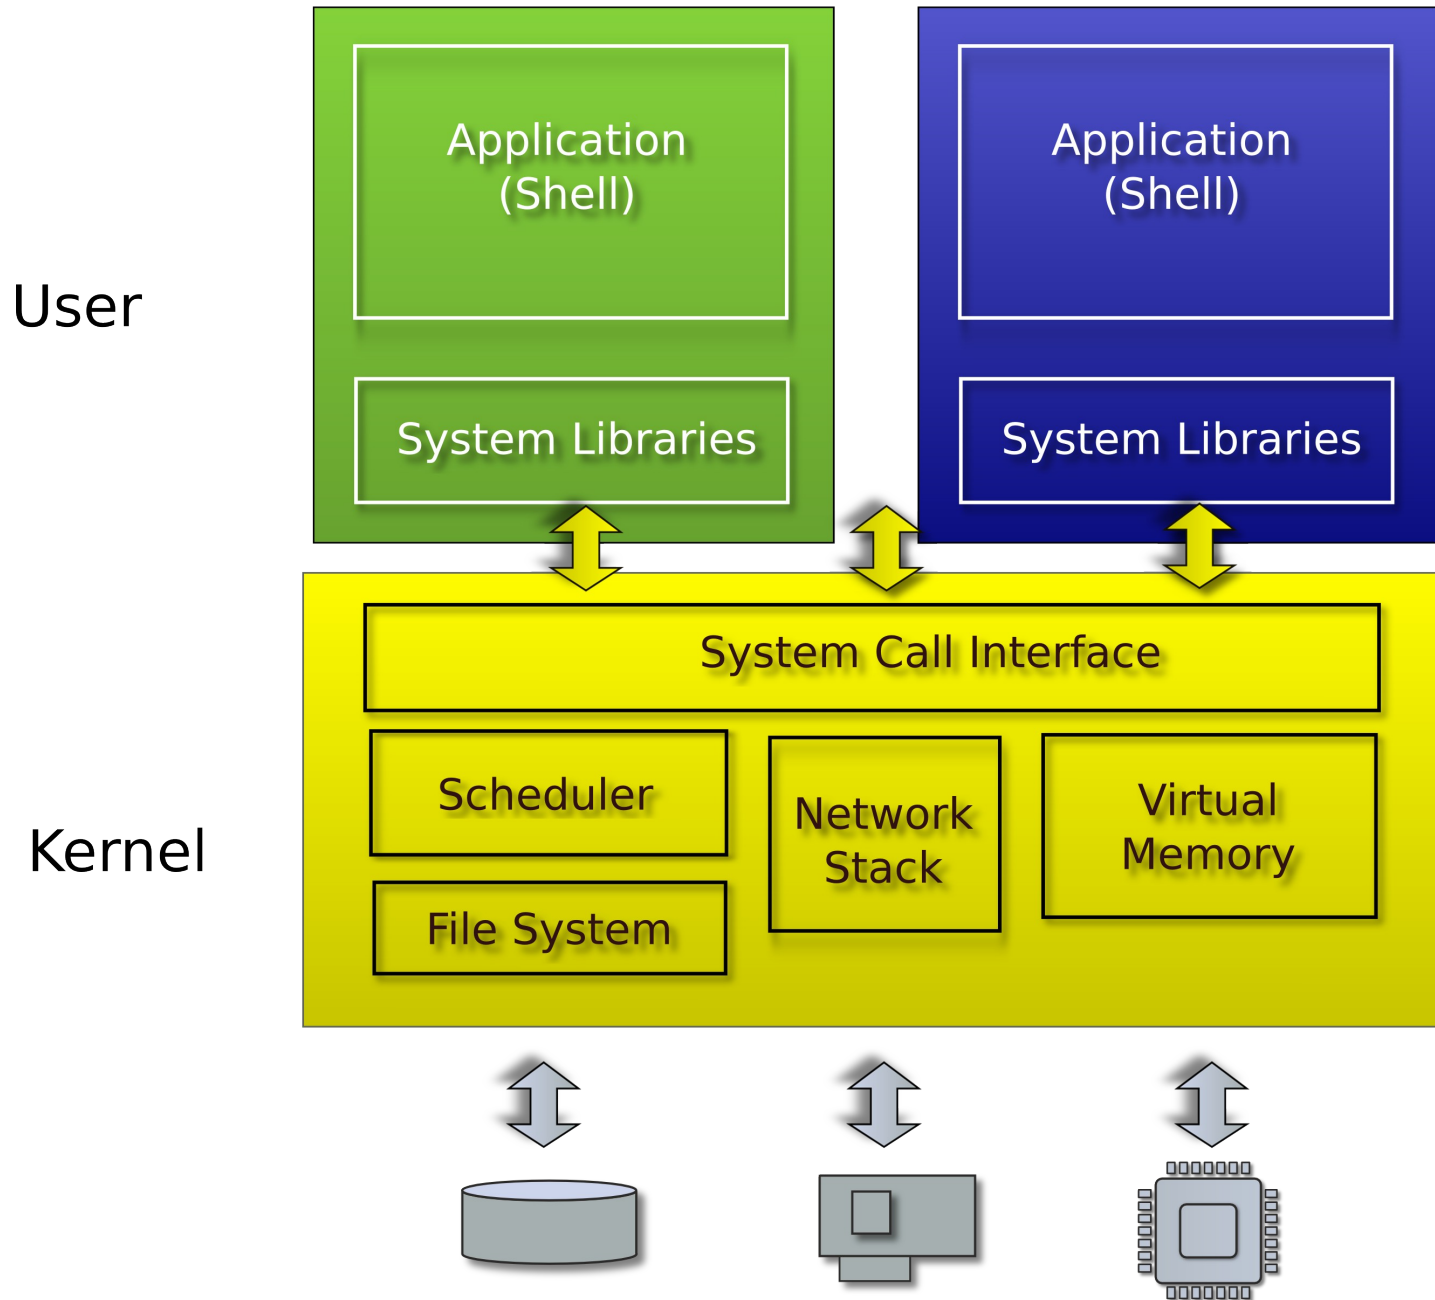 Application
(Shell)
Application
(Shell)
User
System Libraries
System Libraries
System Call Interface
Scheduler
Network
Stack
Virtual
Memory
Kernel
File System